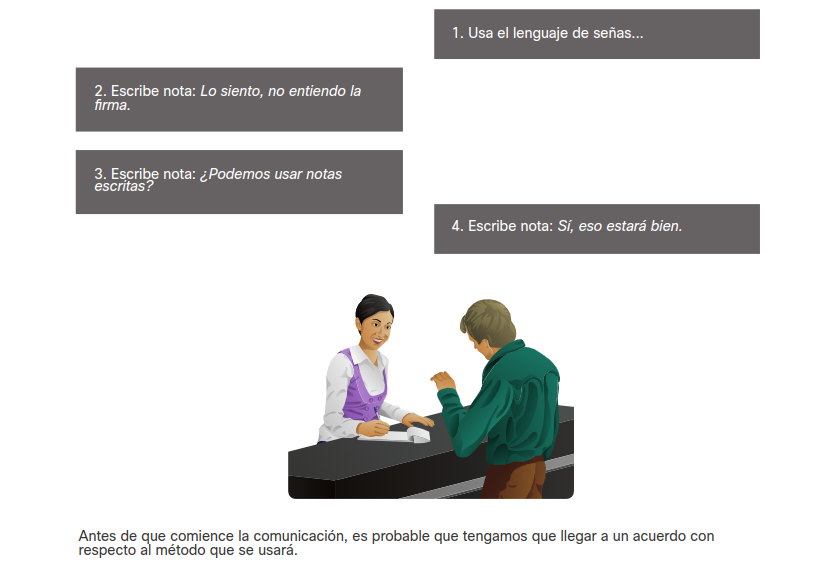 1. Usa el lenguaje de señas...
2. Escribe nota: Lo siento, no entiendo la
firma.
3. Escribe nota: ¿Podemos usar notas
escritas?
4. Escribe nota: Sí, eso estará bien.
Antes de que comience la comunicación, es probable que tengamos que llegar a un acuerdo con
respecto al método que se usará.